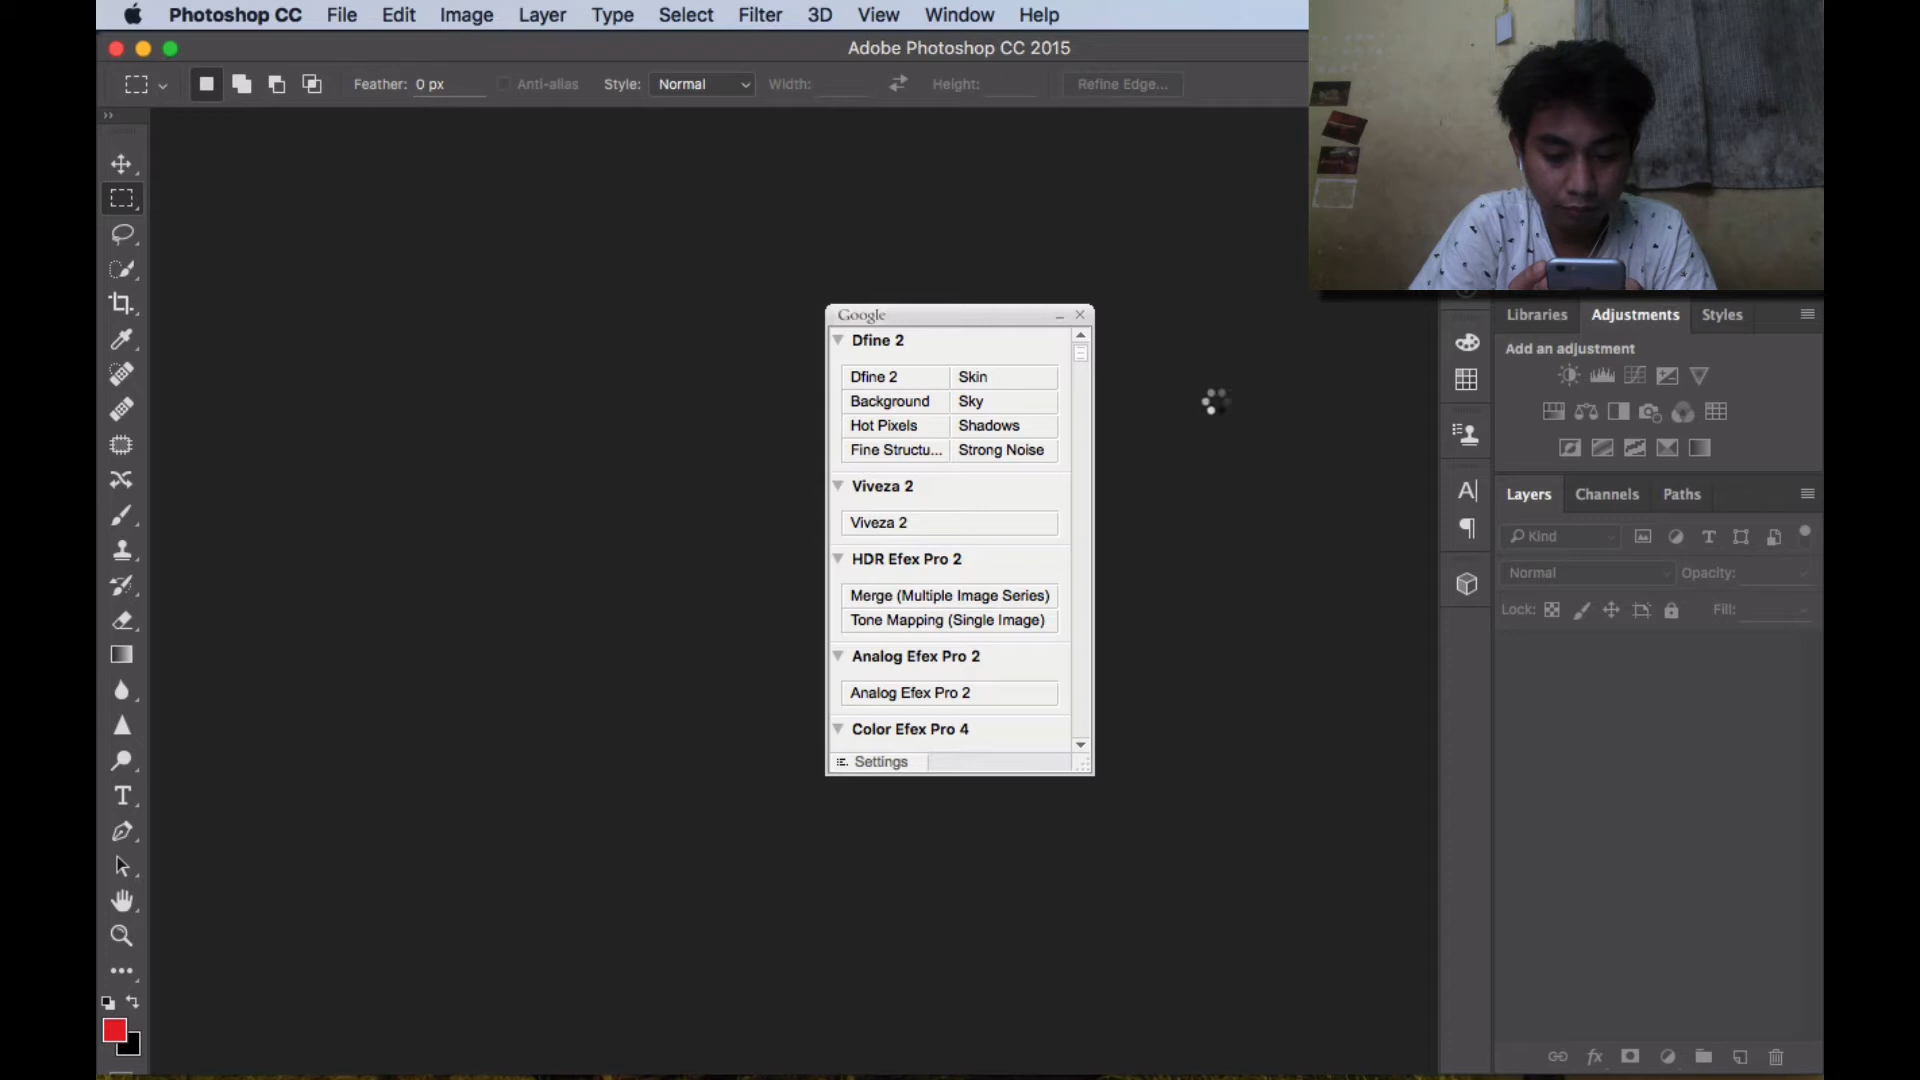 Photoshop CC File Edit Image Layer Type Select Filter 3D View Window Help
Adobe Photoshop CC 2015
Feather: 0 px Anti-alias Style: Normal Width: Height: Refine Edge...
Google
Dfine 2
Dfine 2 Skin
Background Sky
Hot Pixels Shadows
Fine Structu... Strong Noise
Viveza 2
Viveza 2
HDR Efex Pro 2
Merge (Multiple Image Series)
Tone Mapping (Single Image)
Analog Efex Pro 2
Analog Efex Pro 2
Color Efex Pro 4
Settings
Libraries Adjustments Styles
Add an adjustment
Layers Channels Paths
Kind
Normal Opacity:
Lock: Fill: